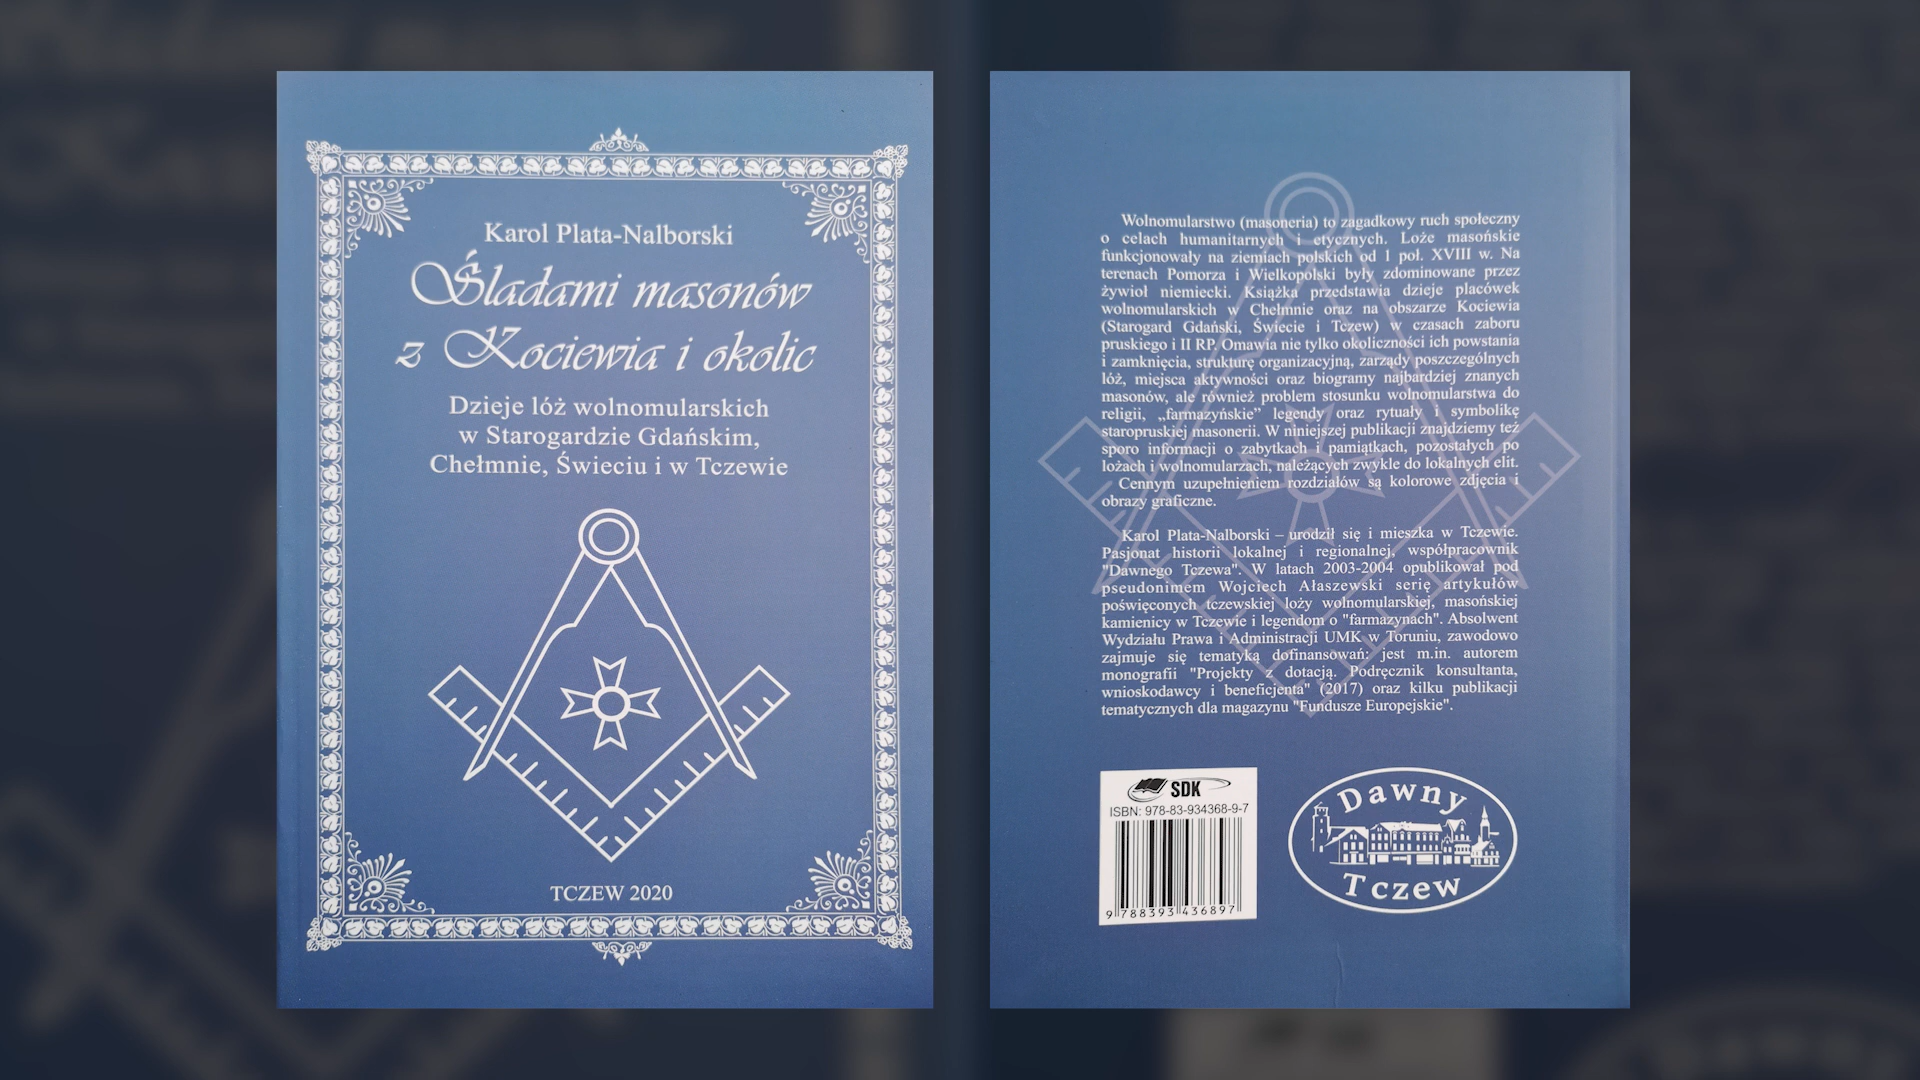 Karol Plata-Nalborski
Śladami masonów
z Kociewia i okolic
Dzieje lóż wolnomularskich
w Starogardzie Gdańskim,
Chełmnie, Świeciu i w Tczewie
TCZEW 2020
Wolnomularstwo (masoneria) to zagadkowy ruch społeczny
o celach humanitarnych i etycznych. Loże masońskie
funkcjonowały na ziemiach polskich od 1 poł. XVIII w. Na
terenach Pomorza i Wielkopolski były zdominowane przez
żywioł niemiecki. Książka przedstawia dzieje placówek
wolnomularskich w Chełmnie oraz na obszarze Kociewia
(Starogard Gdański, Świecie i Tczew) w czasach zaboru
pruskiego i II RP. Omawia nie tylko okoliczności ich powstania
i zamknięcia, strukturę organizacyjną, zarządy poszczególnych
lóż, miejsca aktywności oraz biogramy najbardziej znanych
masonów, ale również problem stosunku wolnomularstwa do
religii, „farmazyńskie” legendy oraz rytuały i symbolikę
staropruskiej masonerii. W niniejszej publikacji znajdziemy też
sporo informacji o zabytkach i pamiątkach, pozostałych po
lożach i wolnomularzach, należących zwykle do lokalnych elit.
Cennym uzupełnieniem rozdziałów są kolorowe zdjęcia i
obrazy graficzne.
Karol Plata-Nalborski – urodził się i mieszka w Tczewie.
Pasjonat historii lokalnej i regionalnej, współpracownik
"Dawnego Tczewa". W latach 2003-2004 opublikował pod
pseudonimem Wojciech Ałaszewski serię artykułów
poświęconych tczewskiej loży wolnomularskiej, masońskiej
kamienicy w Tczewie i legendom o "farmazynach". Absolwent
Wydziału Prawa i Administracji UMK w Toruniu, zawodowo
zajmuje się tematyką dofinansowań: jest m.in. autorem
monografii "Projekty z dotacją. Podręcznik konsultanta,
wnioskodawcy i beneficjenta" (2017) oraz kilku publikacji
tematycznych dla magazynu "Fundusze Europejskie".
SDK
ISBN: 978-83-934368-9-7
9 788393 436897
Dawny
Tczew